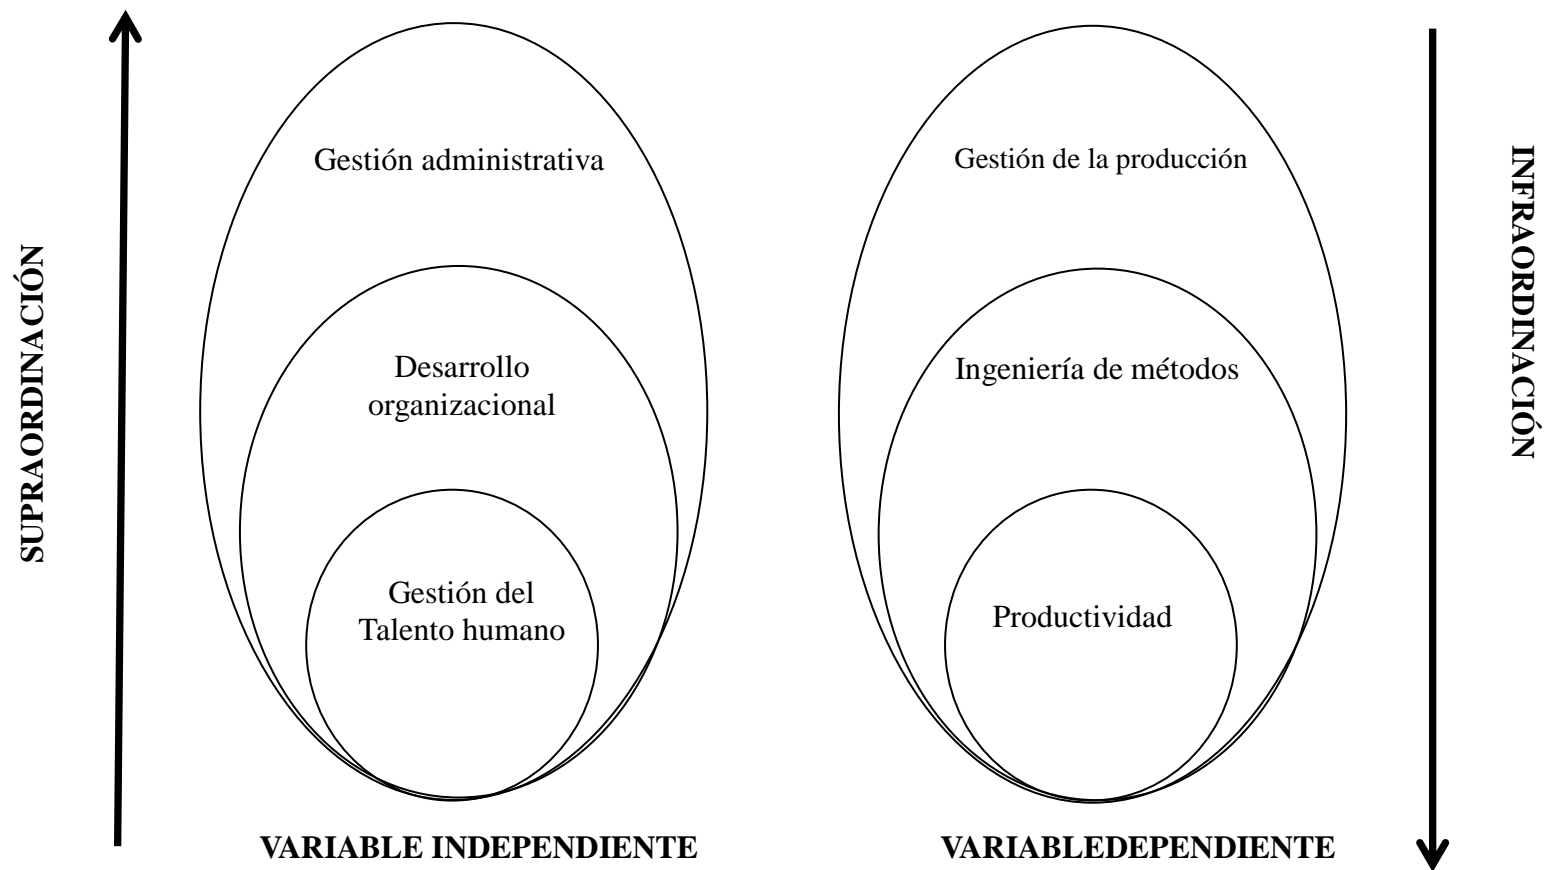 SUPRAORDINACIÓN
Gestión administrativa
Desarrollo
organizacional
Gestión del
Talento humano
VARIABLE INDEPENDIENTE
Gestión de la producción
Ingeniería de métodos
Productividad
VARIABLEDEPENDIENTE
INFRAORDINACIÓN